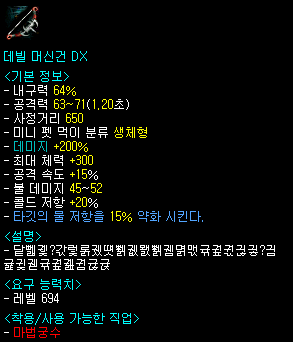 데빌 머신건 DX
<기본 정보>
- 내구력 64%
- 공격력 63~71(1,20초)
- 사정거리 650
- 미니 펫 먹이 분류 생체형
- 데미지 +200%
- 최대 체력 +300
- 공격 속도 +15%
- 불 데미지 45~52
- 콜드 저항 +20%
- 타깃의 물 저항을 15% 약화 시킨다.
<설명>
<요구 능력치>
- 레벨 694
<착용/사용 가능한 직업>
- 마법궁수